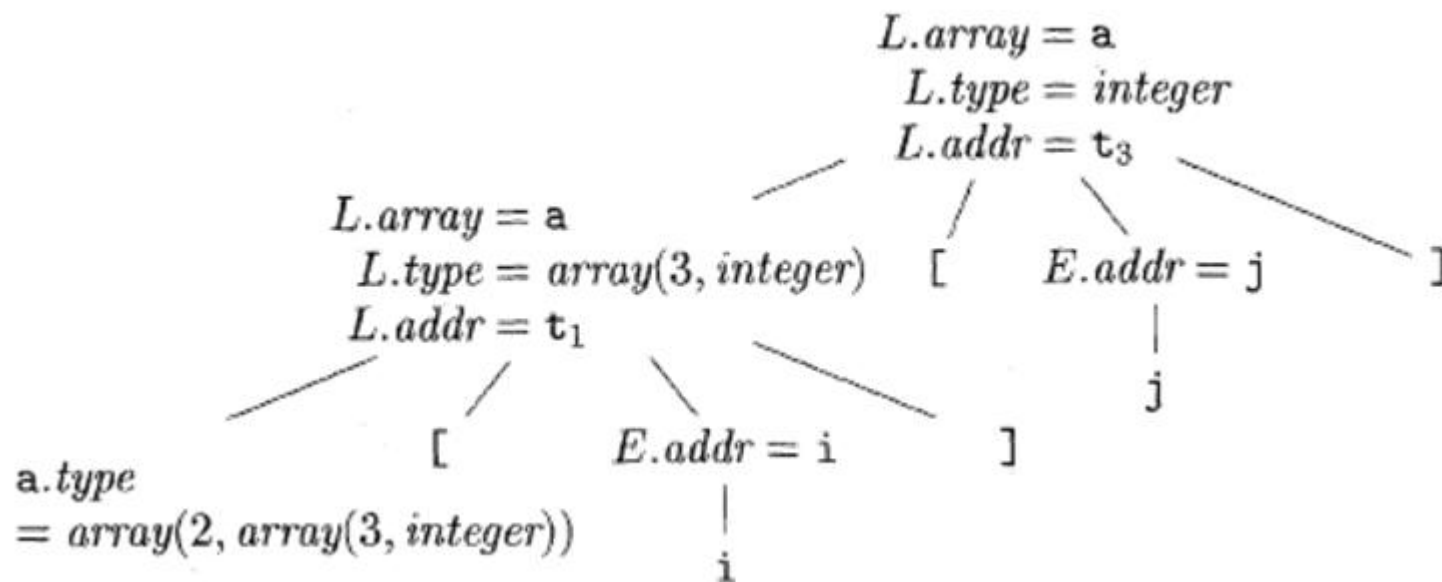 L.array = a
L.type = integer
L.addr = t₃
L.array = a
L.type = array(3, integer) [ E.addr = j ]
L.addr = t₁
j
[ E.addr = i ]
a.type
= array(2, array(3, integer))
i